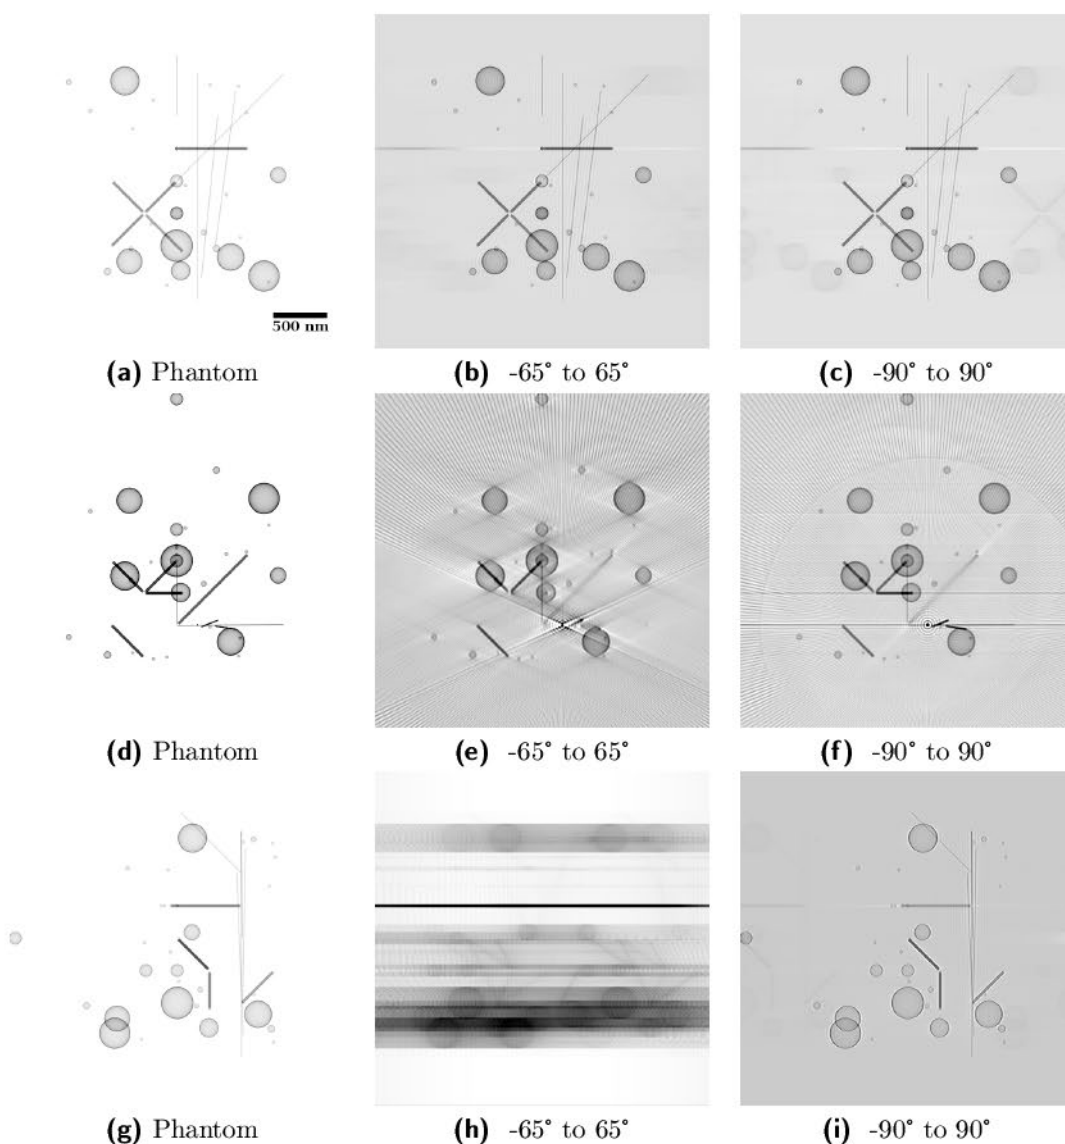 500 nm
(a) Phantom
(b) -65° to 65°
(c) -90° to 90°
(d) Phantom
(e) -65° to 65°
(f) -90° to 90°
(g) Phantom
(h) -65° to 65°
(i) -90° to 90°